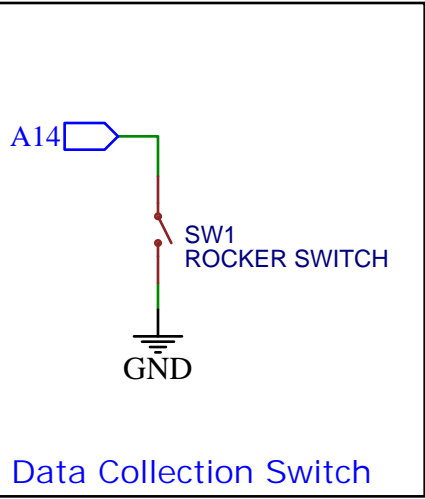 A14
SW1
ROCKER SWITCH
GND
Data Collection Switch